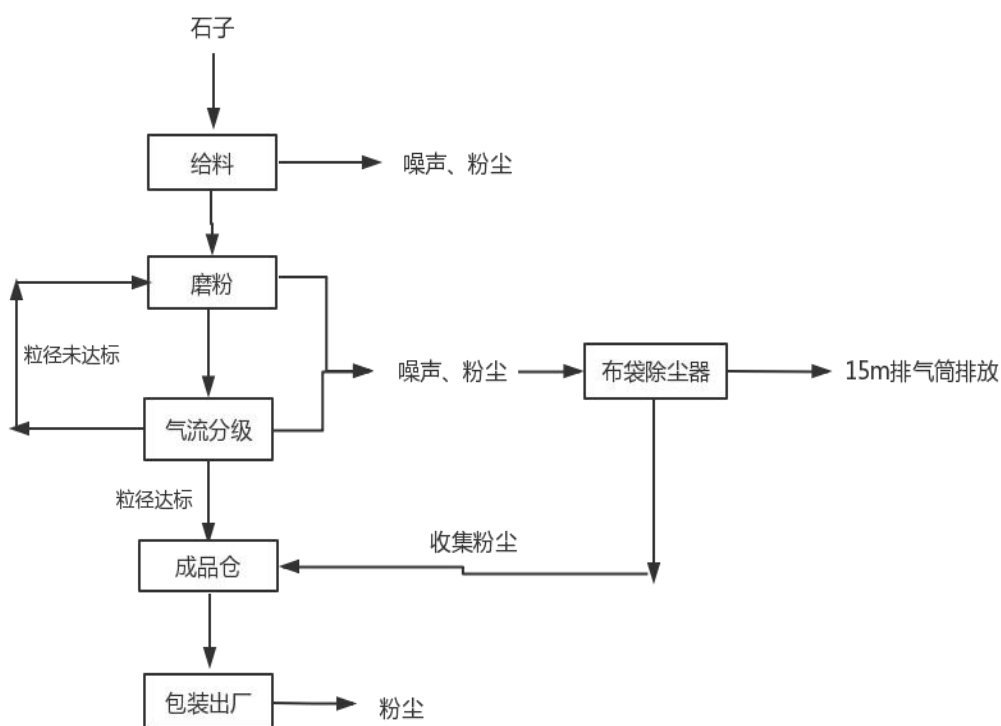 石子
给料
噪声、粉尘
磨粉
粒径未达标
噪声、粉尘
布袋除尘器
15m排气筒排放
气流分级
粒径达标
收集粉尘
成品仓
包装出厂
粉尘